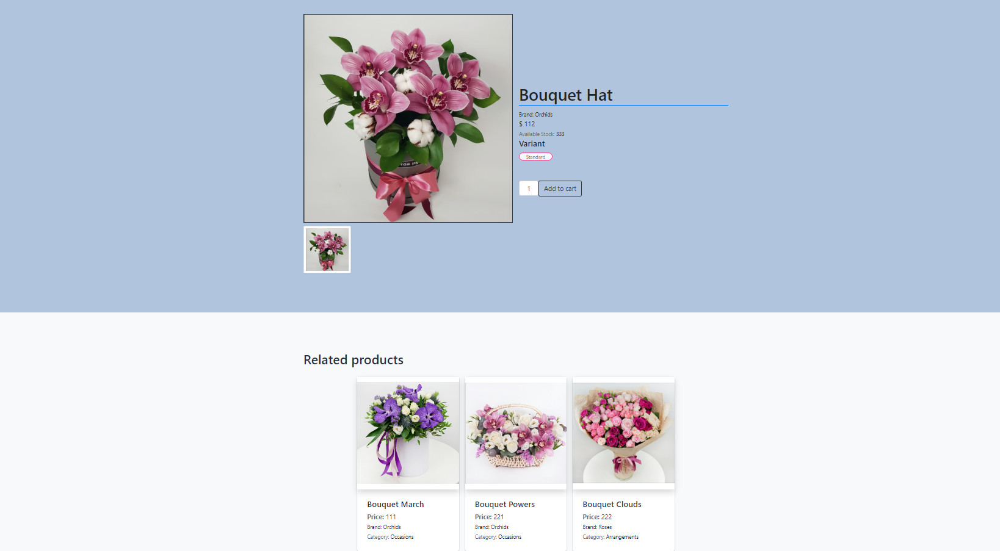 Bouquet Hat
Brand: Orchids
$ 112
Available Stock: 333
Variant
Standard
1
Add to cart
Related products
Bouquet March
Price: 111
Brand: Orchids
Category: Occasions
Bouquet Powers
Price: 221
Brand: Orchids
Category: Occasions
Bouquet Clouds
Price: 222
Brand: Roses
Category: Arrangements